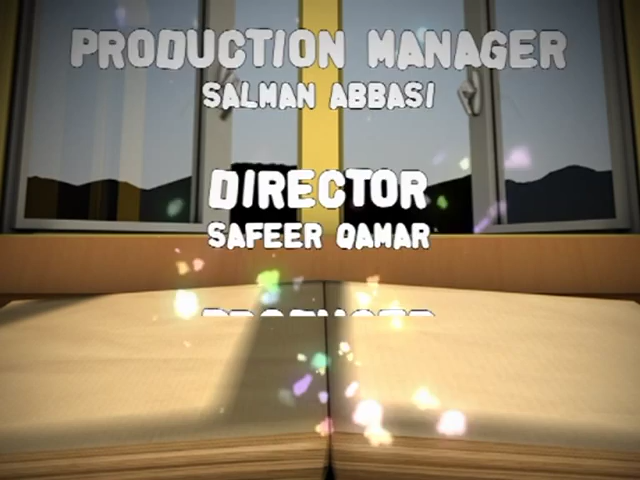 PRODUCTION MANAGER
SALMAN ABBASI
DIRECTOR
SAFEER QAMAR